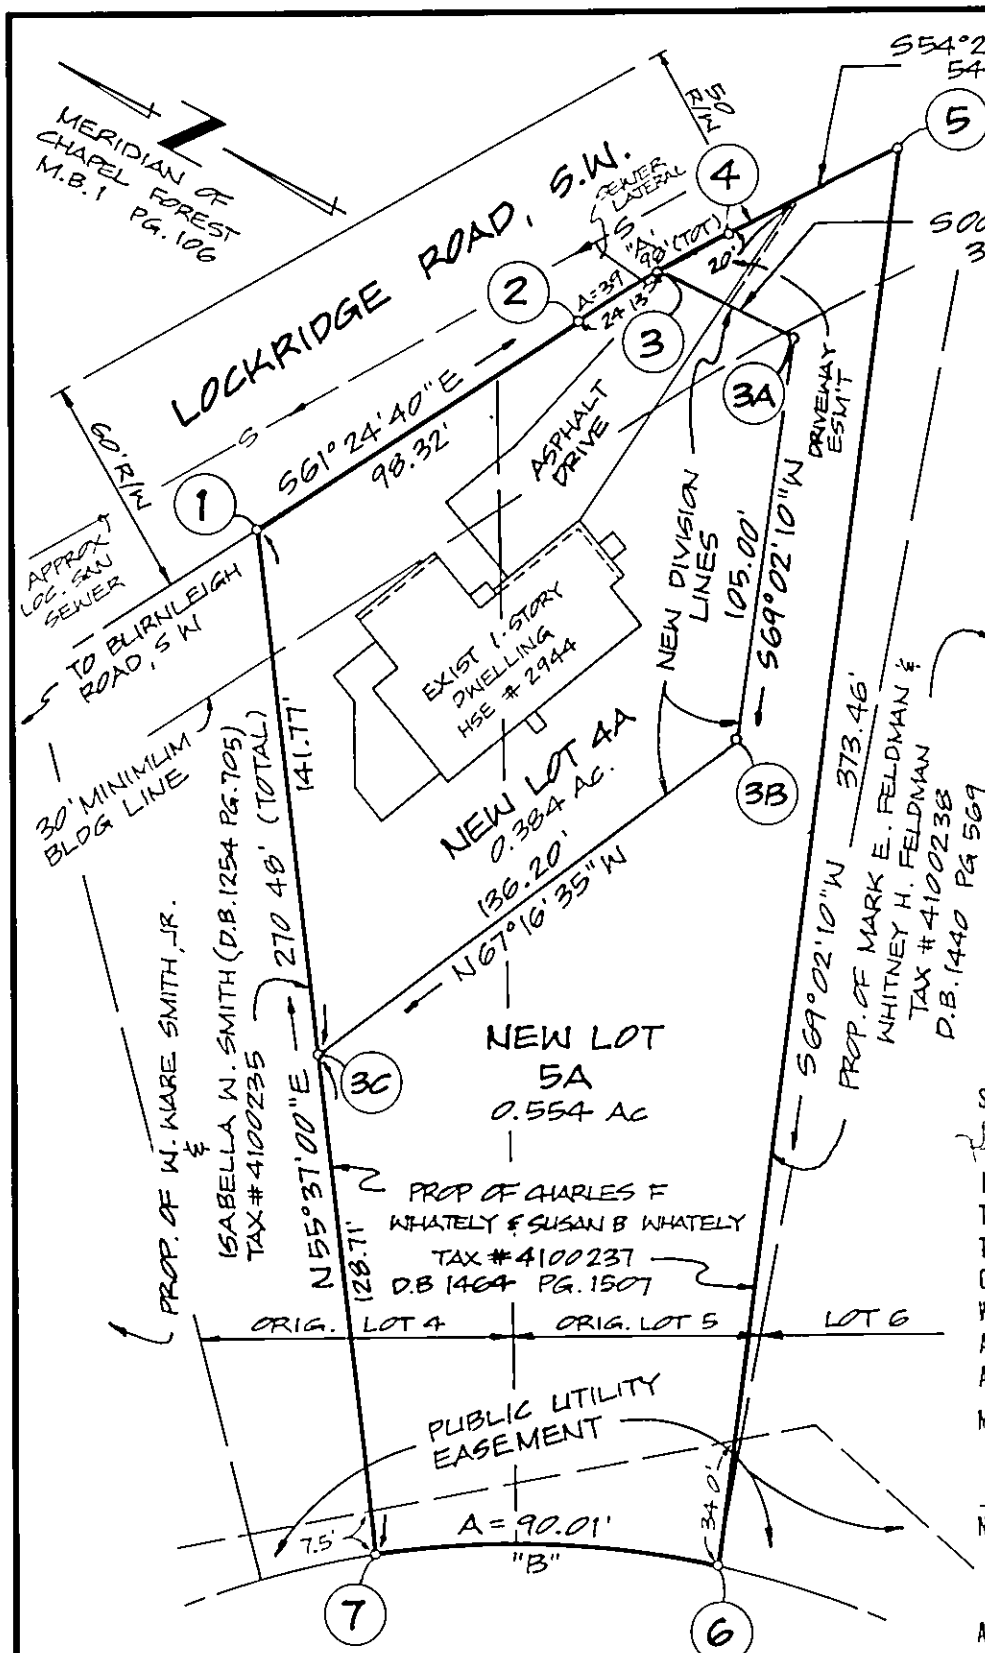 S54°2
54
5
50'
R/W
MERIDIAN OF
CHAPEL FOREST
M.B. 1 PG. 106
LOCKRIDGE ROAD, S.W.
SEWER
LATERAL
S
4
"A"
90' (TOT)
20'
S00
3
2
A=39
24 13
3
3A
DRIVEWAY
ESM'T
60' R/W
S
S61° 24' 40" E
98.32'
ASPHALT
DRIVE
1
APPROX
LOC. SAN
SEWER
TO BURNLEIGH
ROAD, S W
NEW DIVISION
LINES
105.00'
S69° 02' 10" W
EXIST 1-STORY
DWELLING
HSE # 2944
30' MINIMUM
BLDG LINE
141.77'
270 48' (TOTAL)
NEW LOT 4A
0.384 AC.
136.20'
N67°16'35" W
3B
S69°02'10" W 373.46'
PROP. OF MARK E. FELDMAN &
WHITNEY H. FELDMAN
TAX # 4100238
D.B. 1440 PG 569
PROP. OF W. WARE SMITH, JR.
&
ISABELLA W. SMITH (D.B. 1254 PG. 705)
TAX # 4100235
N55°37'00" E
128.71'
3C
NEW LOT
5A
0.554 AC
PROP OF CHARLES F
WHATELY & SUSAN B WHATELY
TAX # 4100237
D.B 1464 PG. 1507
ORIG. LOT 4
ORIG. LOT 5
LOT 6
PUBLIC UTILITY
EASEMENT
7.5'
A = 90.01'
"B"
34.0'
7
6